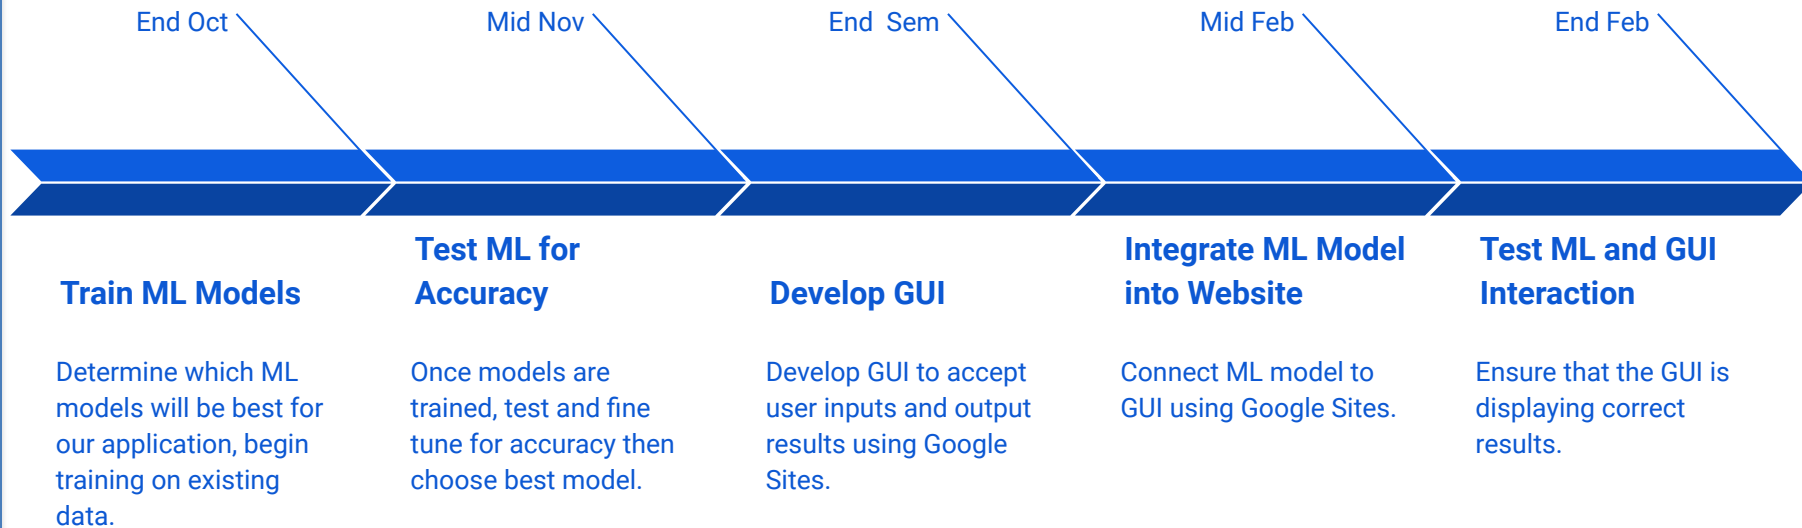 End Oct
Mid Nov
End  Sem
Mid Feb
End Feb
Train ML Models
Determine which ML
models will be best for
our application, begin
training on existing
data.
Test ML for
Accuracy
Once models are
trained, test and fine
tune for accuracy then
choose best model.
Develop GUI
Develop GUI to accept
user inputs and output
results using Google
Sites.
Integrate ML Model
into Website
Connect ML model to
GUI using Google Sites.
Test ML and GUI
Interaction
Ensure that the GUI is
displaying correct
results.